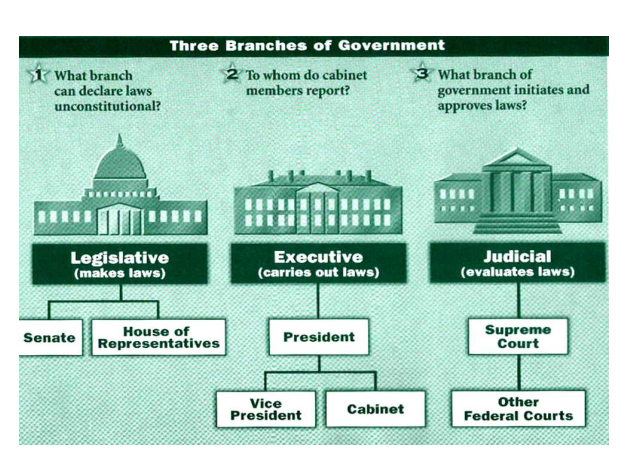 Three Branches of Government
1 What branch
can declare laws
unconstitutional?
2 To whom do cabinet
members report?
3 What branch of
government initiates and
approves laws?
Legislative
(makes laws)
Executive
(carries out laws)
Judicial
(evaluates laws)
Senate
House of
Representatives
President
Supreme
Court
Vice
President
Cabinet
Other
Federal Courts